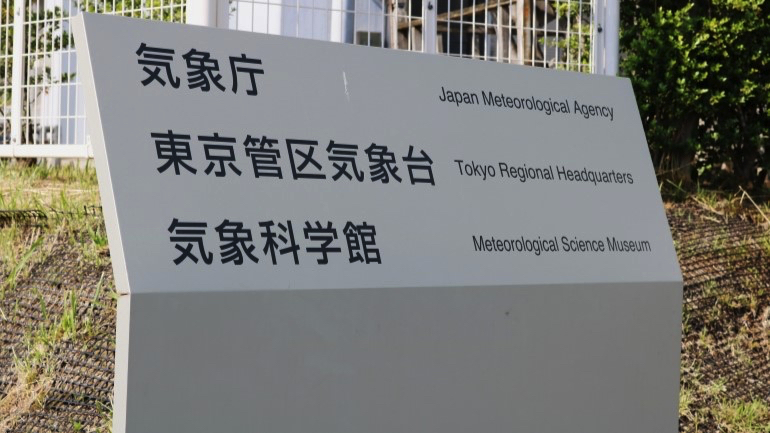 気象庁 Japan Meteorological Agency
東京管区気象台 Tokyo Regional Headquarters
気象科学館 Meteorological Science Museum